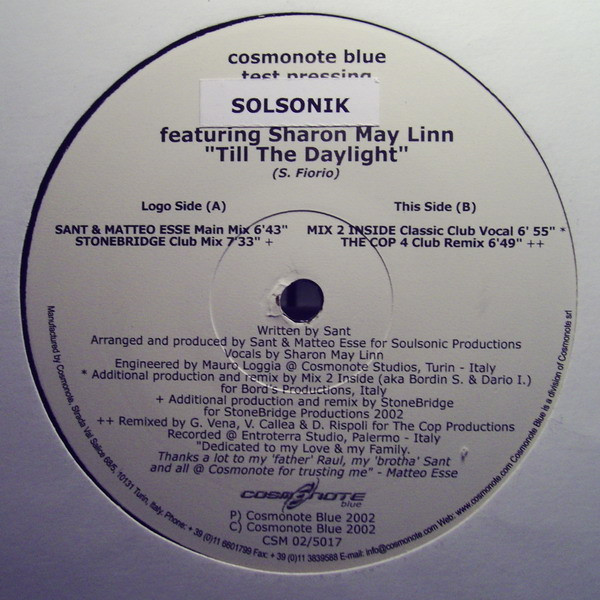 cosmonote blue
test pressing
SOLSONIK
featuring Sharon May Linn
"Till The Daylight"
(S. Fiorio)
Logo Side (A)
SANT & MATTEO ESSE Main Mix 6'43"
STONEBRIDGE Club Mix 7'33" +
This Side (B)
MIX 2 INSIDE Classic Club Vocal 6' 55" *
THE COP 4 Club Remix 6'49" ++
Written by Sant
Arranged and produced by Sant & Matteo Esse for Soulsonic Productions
Vocals by Sharon May Linn
Engineered by Mauro Loggia @ Cosmonote Studios, Turin - Italy
* Additional production and remix by Mix 2 Inside (aka Bordin S. & Dario I.)
for Boro's Productions, Italy
+ Additional production and remix by StoneBridge
for StoneBridge Productions 2002
++ Remixed by G. Vena, V. Callea & D. Rispoli for The Cop Productions
Recorded @ Entroterra Studio, Palermo - Italy
"Dedicated to my Love & my Family.
Thanks a lot to my 'father' Raul, my 'brotha' Sant
and all @ Cosmonote for trusting me" - Matteo Esse
COSMONOTE
blue
P) Cosmonote Blue 2002
C) Cosmonote Blue 2002
CSM 02/5017
Manufactured by Cosmonote, Strada Val Salice 68/5, 10131 Turin, Italy. Phone: + 39 (0)11 6601799 Fax: + 39 (0)11 3839588 E-mail: info@cosmonote.com Web: www.cosmonote.com Cosmonote Blue is a division of Cosmonote srl